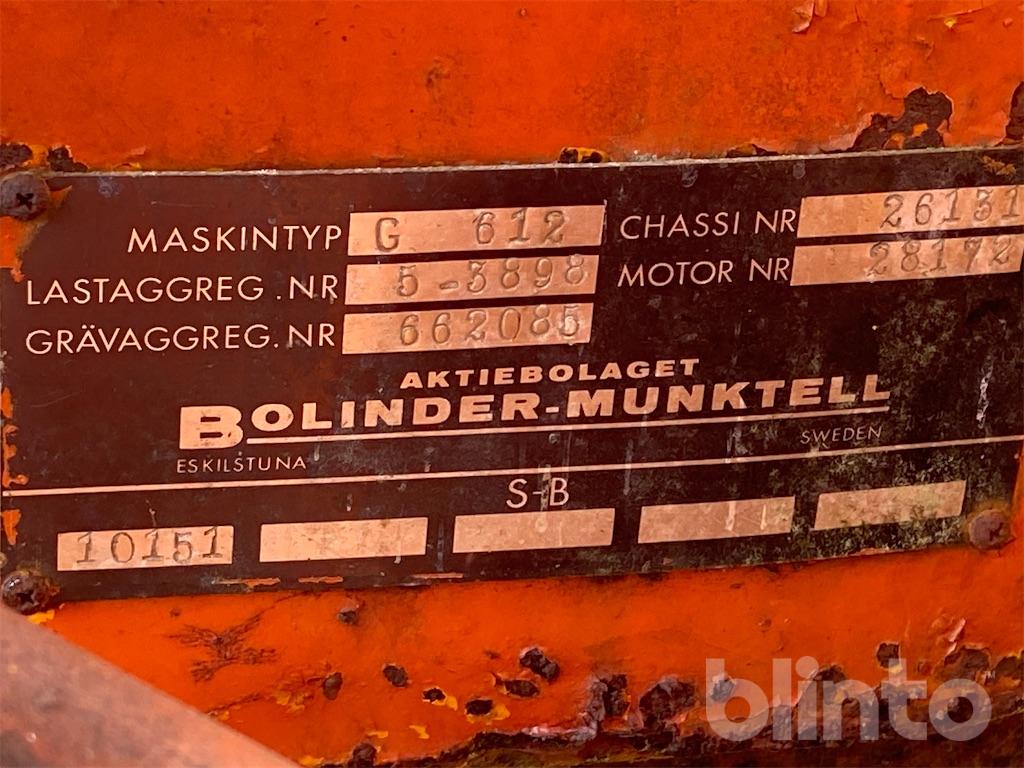 MASKINTYP G 612 CHASSI NR 26131
LASTAGGREG.NR 5-3898 MOTOR NR 28172
GRÄVAGGREG.NR 662085
AKTIEBOLAGET
BOLINDER-MUNKTELL
ESKILSTUNA SWEDEN
S-B
10151
blinto